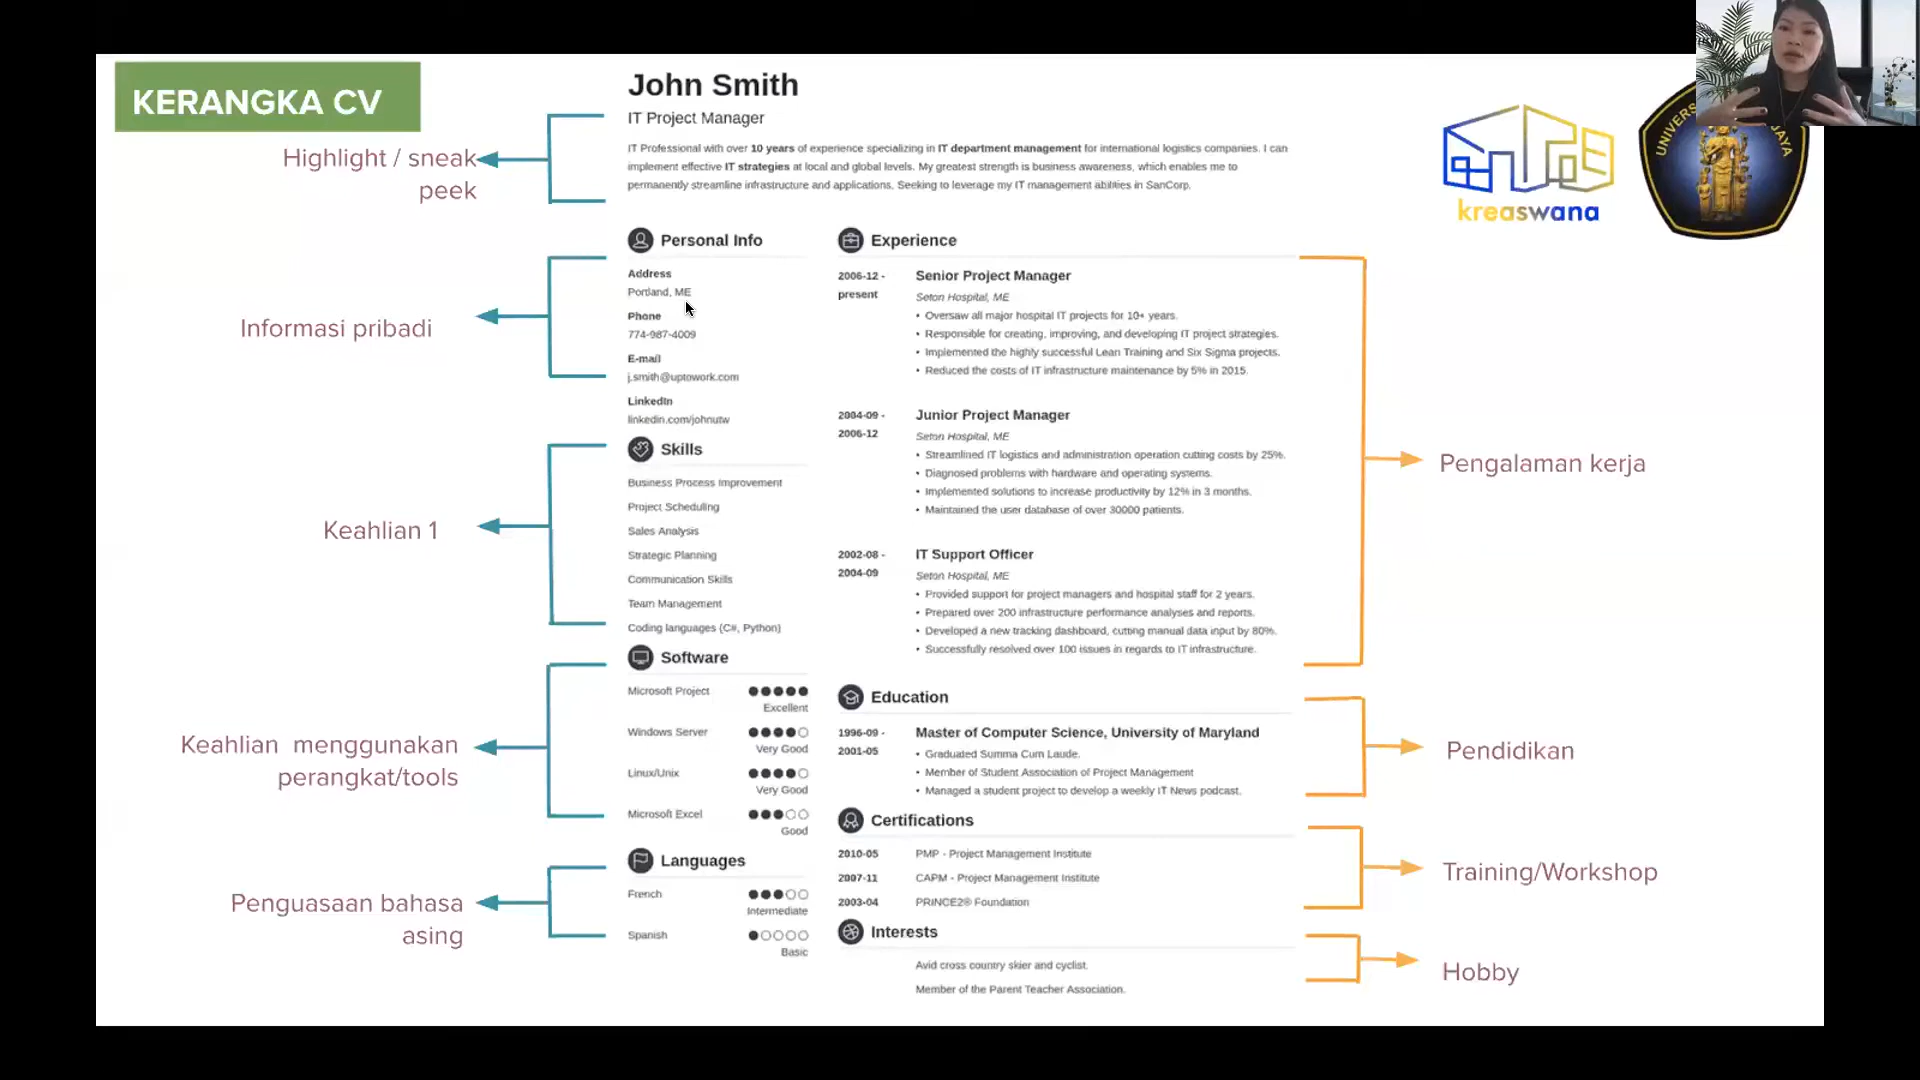 KERANGKA CV
Highlight / sneak
peek
Informasi pribadi
Keahlian 1
Keahlian menggunakan
perangkat/tools
Penguasaan bahasa
asing
John Smith
IT Project Manager
IT Professional with over 10 years of experience specializing in IT department management for international logistics companies. I can
implement effective IT strategies at local and global levels. My greatest strength is business awareness, which enables me to
permanently streamline infrastructure and applications. Seeking to leverage my IT management abilities in SanCorp.
Personal Info
Address
Portland, ME
Phone
774-987-4009
E-mail
j.smith@uptowork.com
LinkedIn
linkedin.com/johnutw
Skills
Business Process Improvement
Project Scheduling
Sales Analysis
Strategic Planning
Communication Skills
Team Management
Coding languages (C#, Python)
Software
Microsoft Project
Excellent
Windows Server
Very Good
Linux/Unix
Very Good
Microsoft Excel
Good
Languages
French
Intermediate
Spanish
Basic
Experience
2006-12 - Senior Project Manager
present Seton Hospital, ME
• Oversaw all major hospital IT projects for 10+ years.
• Responsible for creating, improving, and developing IT project strategies.
• Implemented the highly successful Lean Training and Six Sigma projects.
• Reduced the costs of IT infrastructure maintenance by 5% in 2015.
2004-09 - Junior Project Manager
2006-12 Seton Hospital, ME
• Streamlined IT logistics and administration operation cutting costs by 25%.
• Diagnosed problems with hardware and operating systems.
• Implemented solutions to increase productivity by 12% in 3 months.
• Maintained the user database of over 30000 patients.
2002-08 - IT Support Officer
2004-09 Seton Hospital, ME
• Provided support for project managers and hospital staff for 2 years.
• Prepared over 200 infrastructure performance analyses and reports.
• Developed a new tracking dashboard, cutting manual data input by 80%.
• Successfully resolved over 100 issues in regards to IT infrastructure.
Education
1996-09 - Master of Computer Science, University of Maryland
2001-05 • Graduated Summa Cum Laude.
• Member of Student Association of Project Management
• Managed a student project to develop a weekly IT News podcast.
Certifications
2010-05 PMP - Project Management Institute
2007-11 CAPM - Project Management Institute
2003-04 PRINCE2® Foundation
Interests
Avid cross country skier and cyclist.
Member of the Parent Teacher Association.
Pengalaman kerja
Pendidikan
Training/Workshop
Hobby
kreaswana